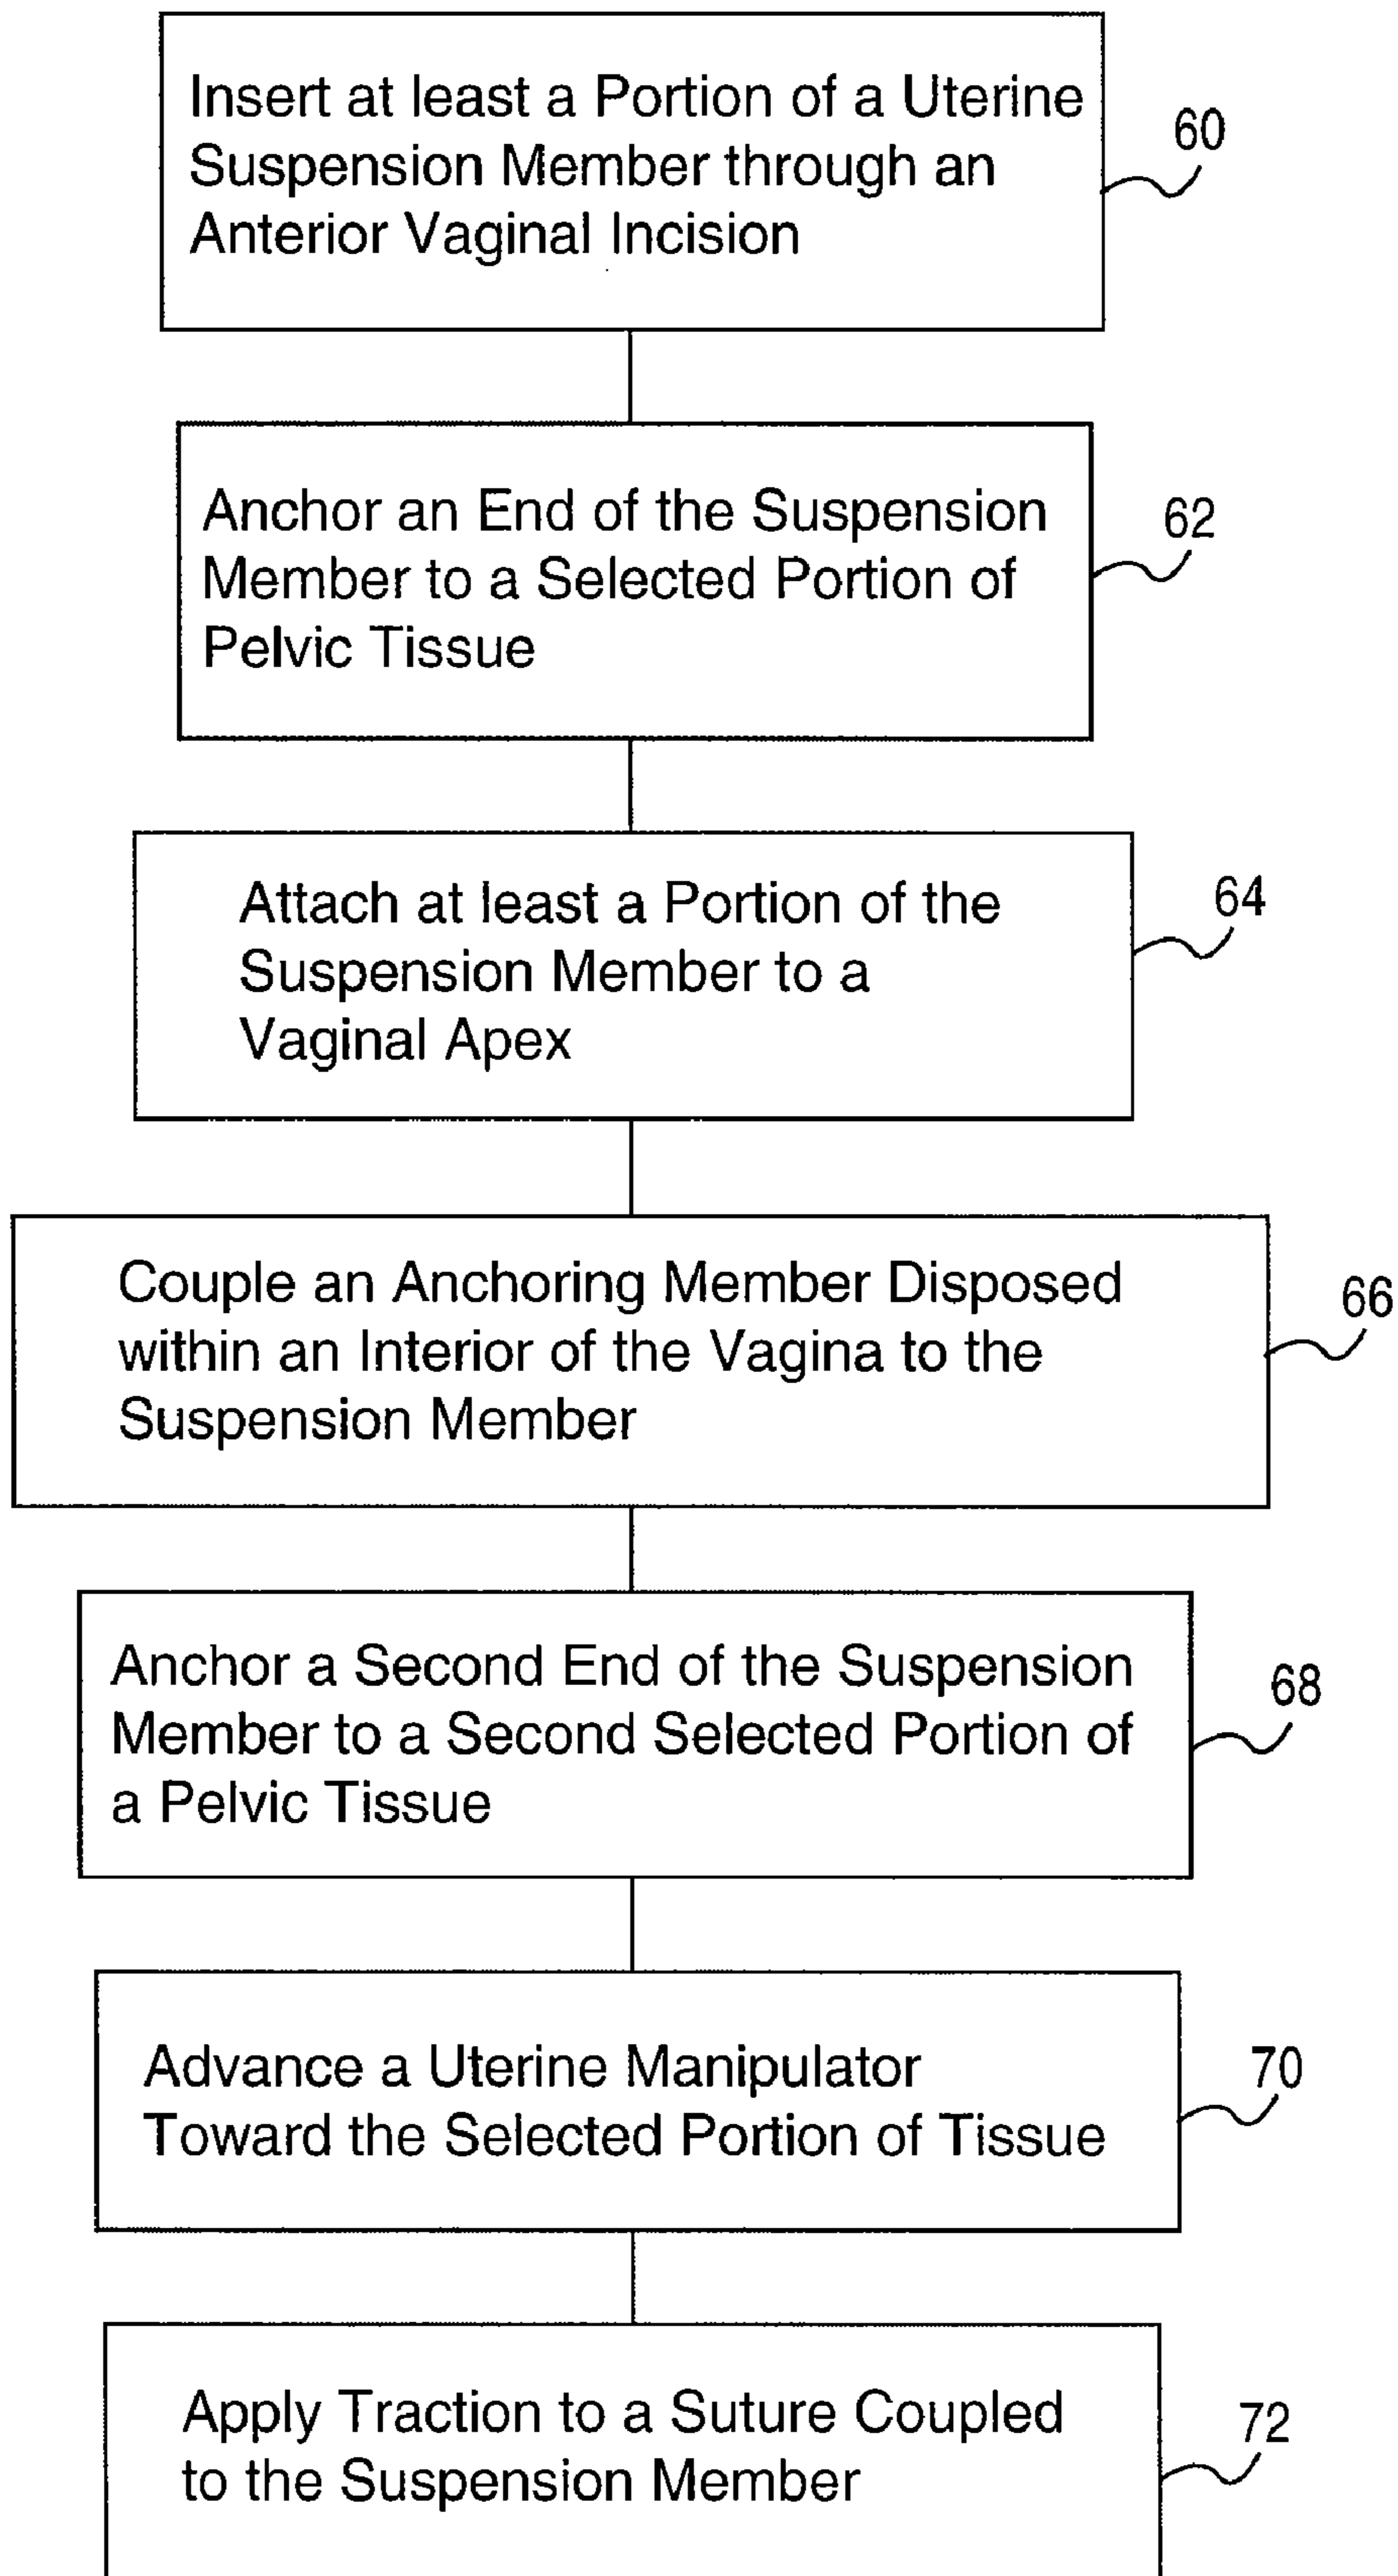 Insert at least a Portion of a Uterine
Suspension Member through an
Anterior Vaginal Incision
60
Anchor an End of the Suspension
Member to a Selected Portion of
Pelvic Tissue
62
Attach at least a Portion of the
Suspension Member to a
Vaginal Apex
64
Couple an Anchoring Member Disposed
within an Interior of the Vagina to the
Suspension Member
66
Anchor a Second End of the Suspension
Member to a Second Selected Portion of
a Pelvic Tissue
68
Advance a Uterine Manipulator
Toward the Selected Portion of Tissue
70
Apply Traction to a Suture Coupled
to the Suspension Member
72